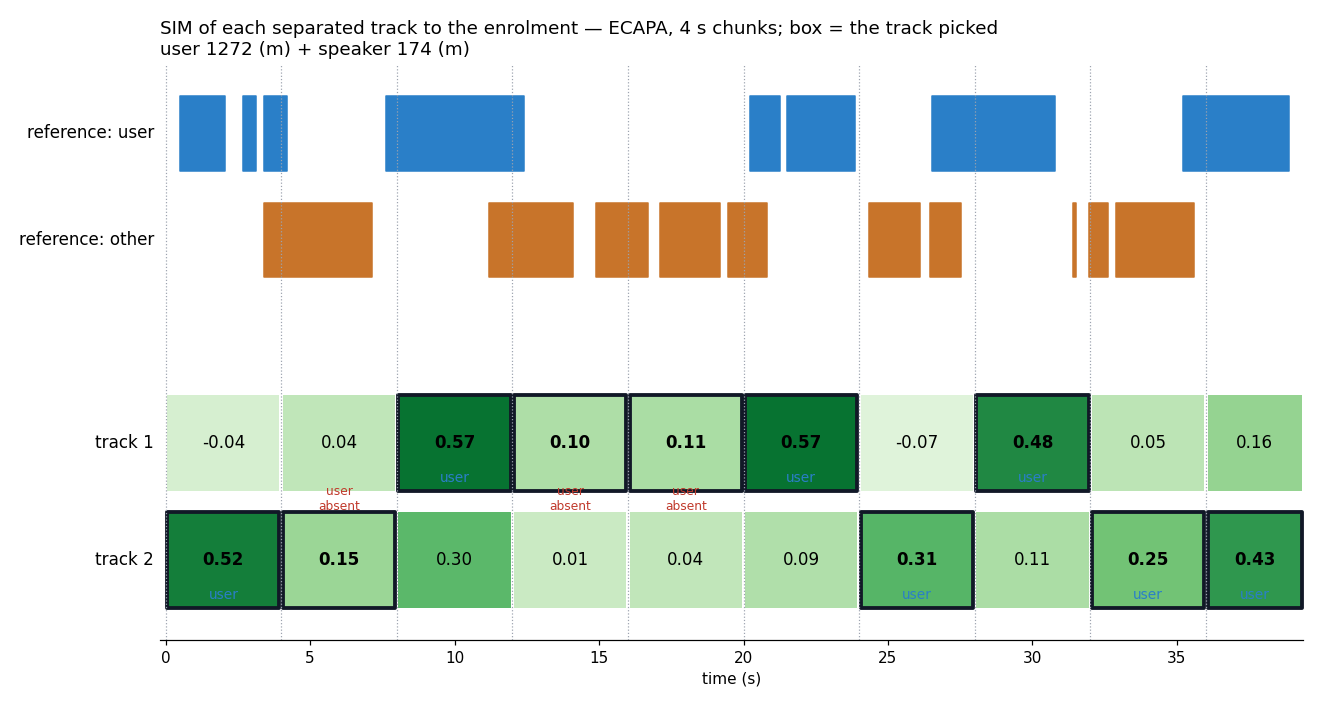 SIM of each separated track to the enrolment — ECAPA, 4 s chunks; box = the track picked
user 1272 (m) + speaker 174 (m)
reference: user
reference: other
track 1
-0.04
0.04
0.57
0.10
0.11
0.57
-0.07
0.48
0.05
0.16
user
user
user
user
absent
user
absent
user
absent
track 2
0.52
0.15
0.30
0.01
0.04
0.09
0.31
0.11
0.25
0.43
user
user
user
user
0
5
10
15
20
25
30
35
time (s)